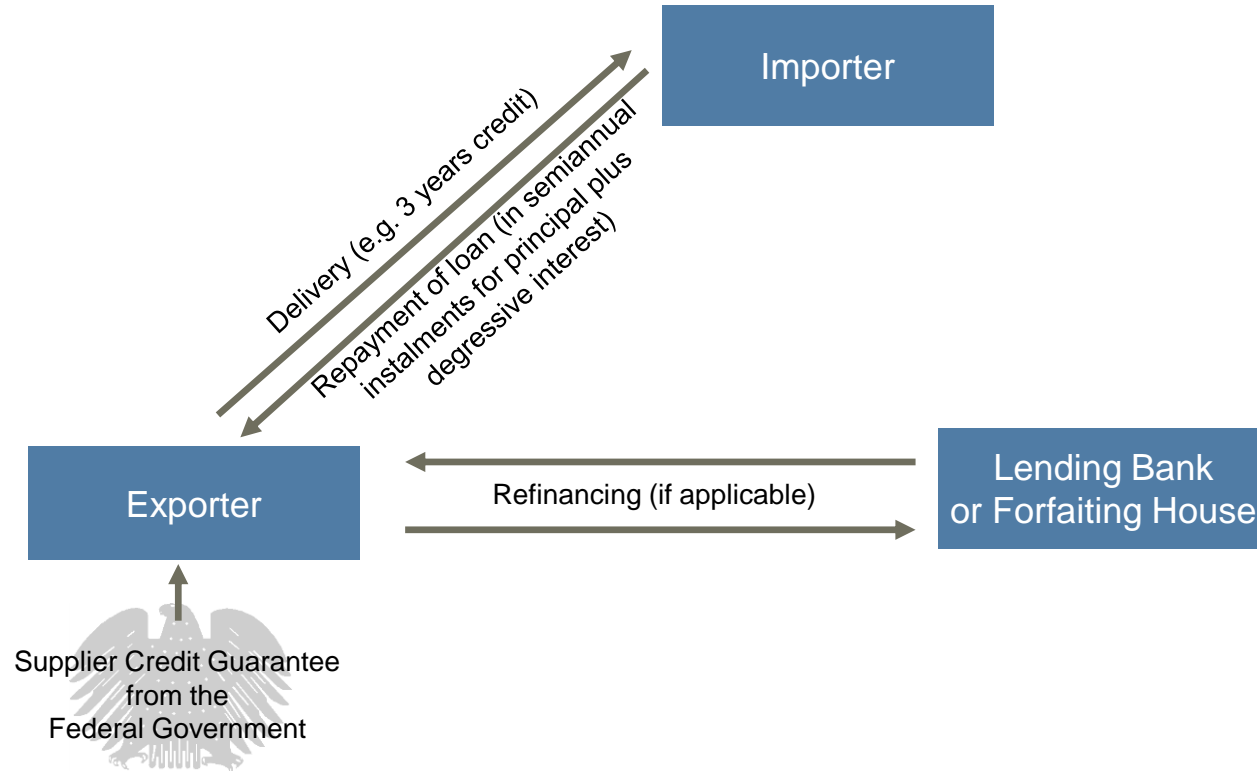 Importer
Delivery (e.g. 3 years credit)
Repayment of loan (in semiannual
instalments for principal plus
degressive interest)
Exporter
Refinancing (if applicable)
Lending Bank
or Forfaiting House
Supplier Credit Guarantee
from the
Federal Government